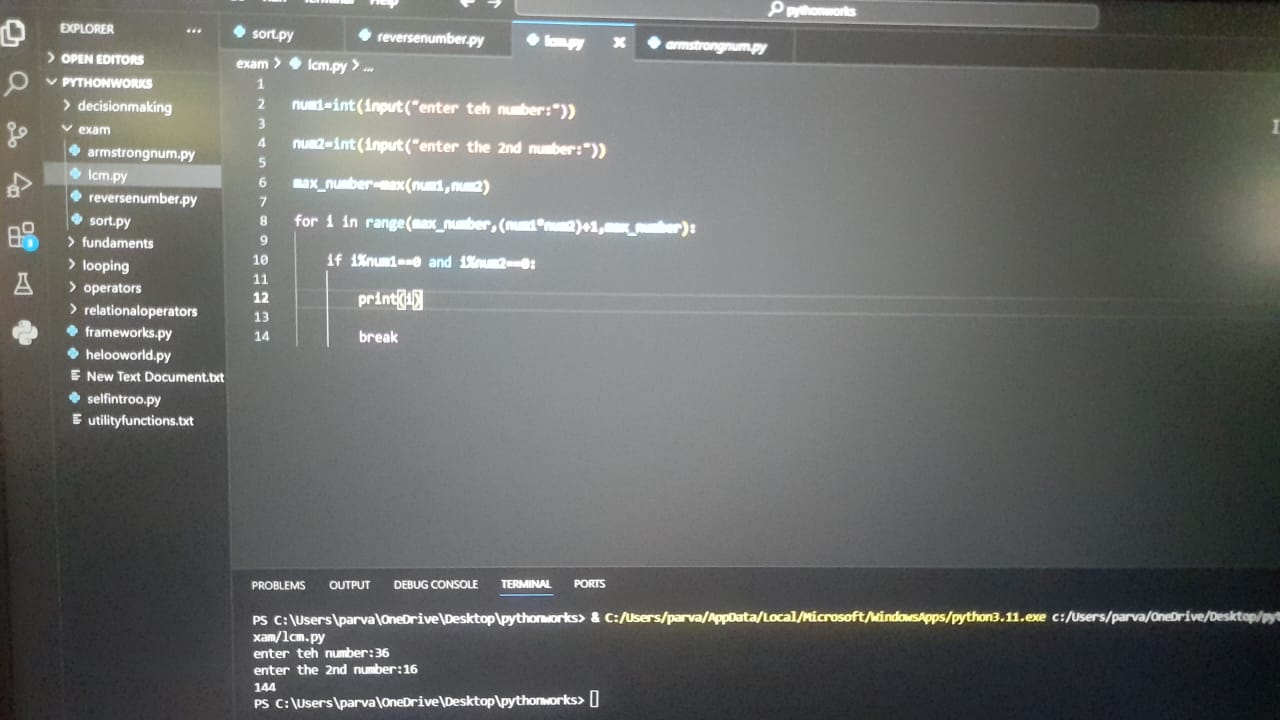 Terminal Help
pythonworks
EXPLORER ...
OPEN EDITORS
PYTHONWORKS
decisionmaking
exam
armstrongnum.py
lcm.py
reversenumber.py
sort.py
fundaments
looping
operators
relationaloperators
frameworks.py
helooworld.py
New Text Document.txt
selfintroo.py
utilityfunctions.txt
sort.py reversenumber.py lcm.py armstrongnum.py
exam > lcm.py > ...
1
2 num1=int(input("enter teh number:"))
3
4 num2=int(input("enter the 2nd number:"))
5
6 max_number=max(num1,num2)
7
8 for i in range(max_number,(num1*num2)+1,max_number):
9
10 if i%num1==0 and i%num2==0:
11
12 print(i)
13
14 break
PROBLEMS OUTPUT DEBUG CONSOLE TERMINAL PORTS
PS C:\Users\parva\OneDrive\Desktop\pythonworks> & C:/Users/parva/AppData/Local/Microsoft/WindowsApps/python3.11.exe c:/Users/parva/OneDrive/Desktop/pyt
xam/lcm.py
enter teh number:36
enter the 2nd number:16
144
PS C:\Users\parva\OneDrive\Desktop\pythonworks>